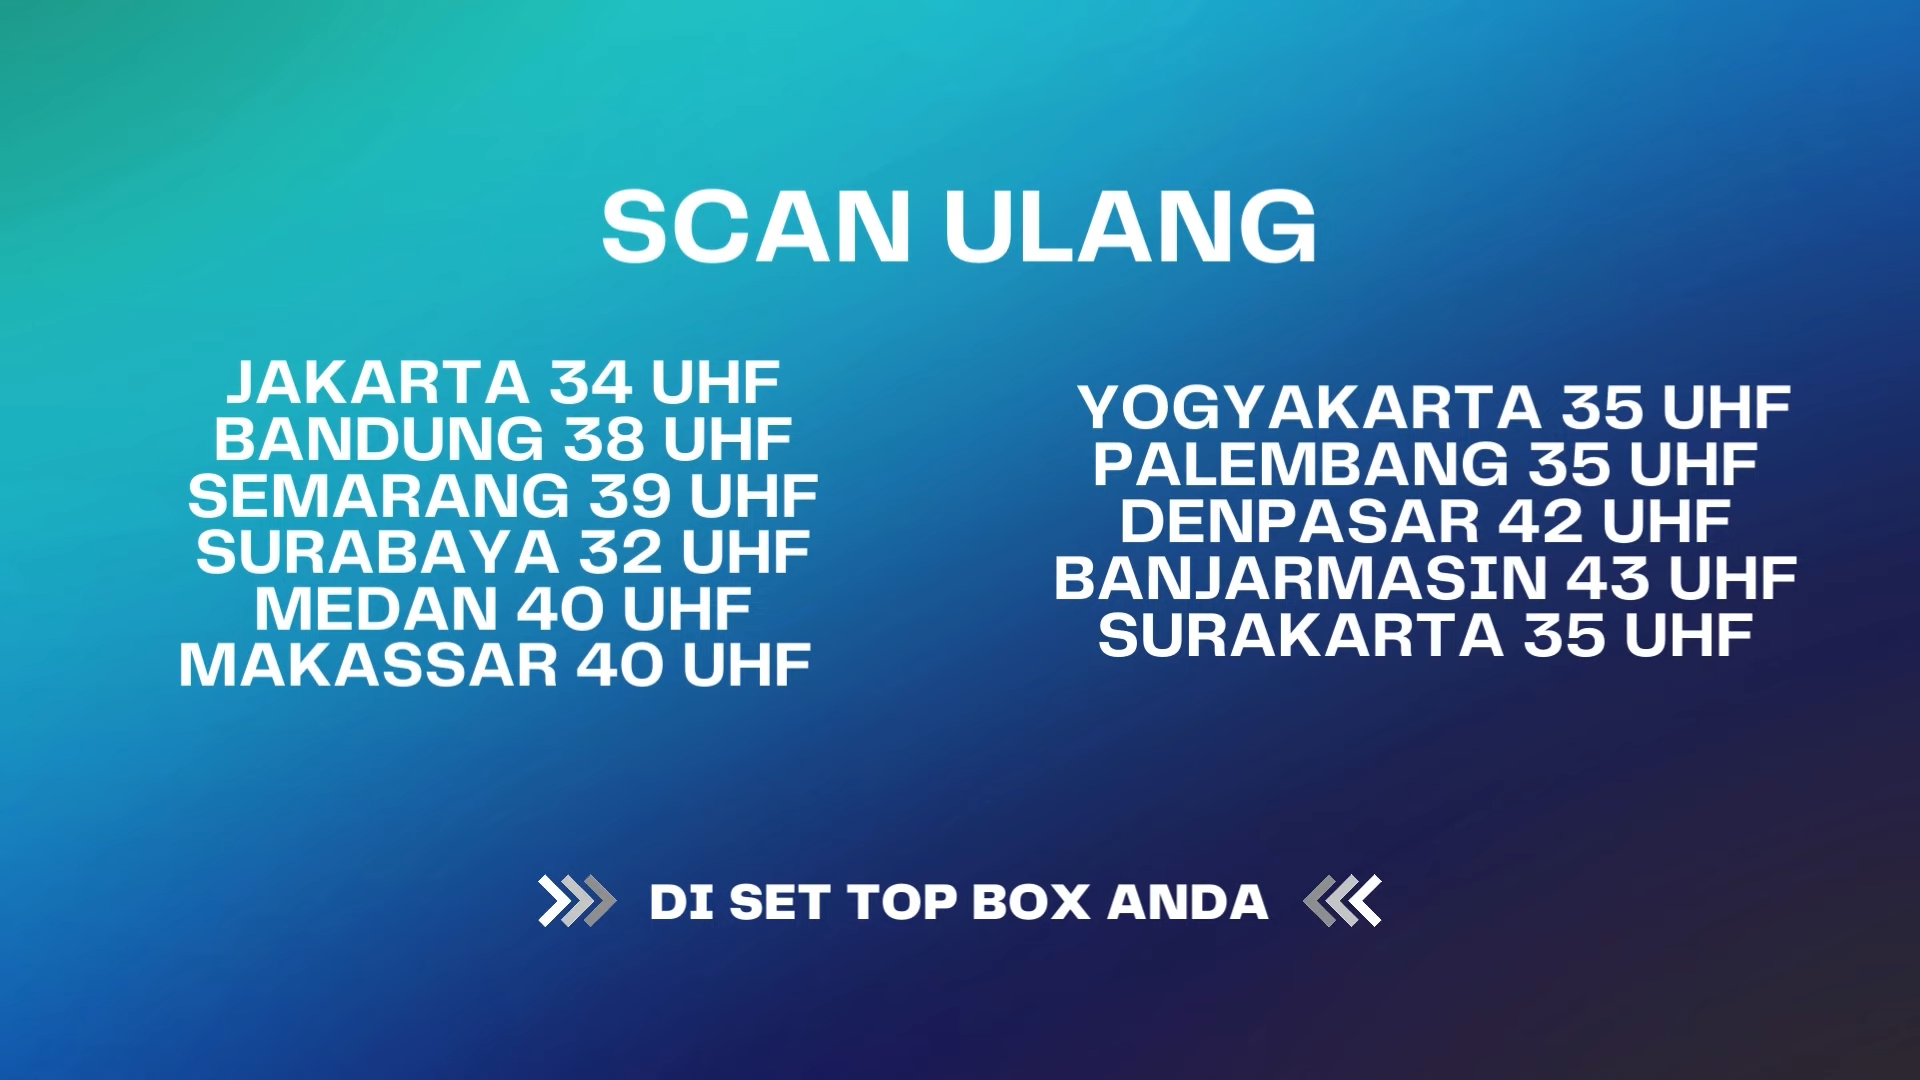 SCAN ULANG
JAKARTA 34 UHF
BANDUNG 38 UHF
SEMARANG 39 UHF
SURABAYA 32 UHF
MEDAN 40 UHF
MAKASSAR 40 UHF
YOGYAKARTA 35 UHF
PALEMBANG 35 UHF
DENPASAR 42 UHF
BANJARMASIN 43 UHF
SURAKARTA 35 UHF
DI SET TOP BOX ANDA